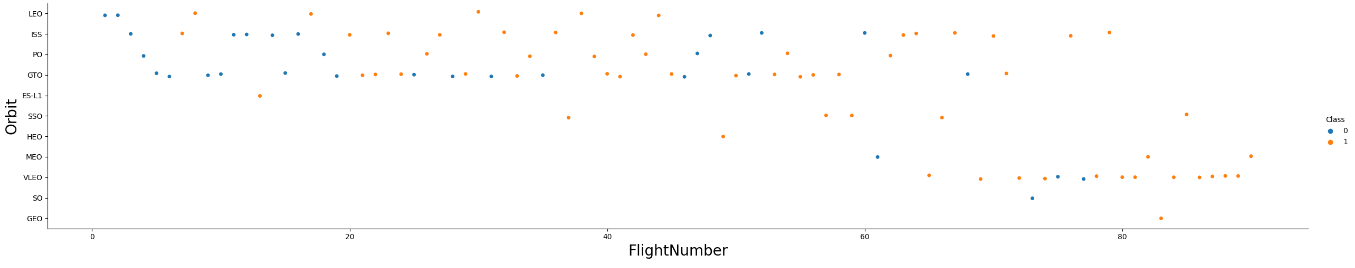 LEO
ISS
PO
GTO
ES-L1
SSO
HEO
MEO
VLEO
SO
GEO
Orbit
0
20
40
60
80
FlightNumber
Class
0
1